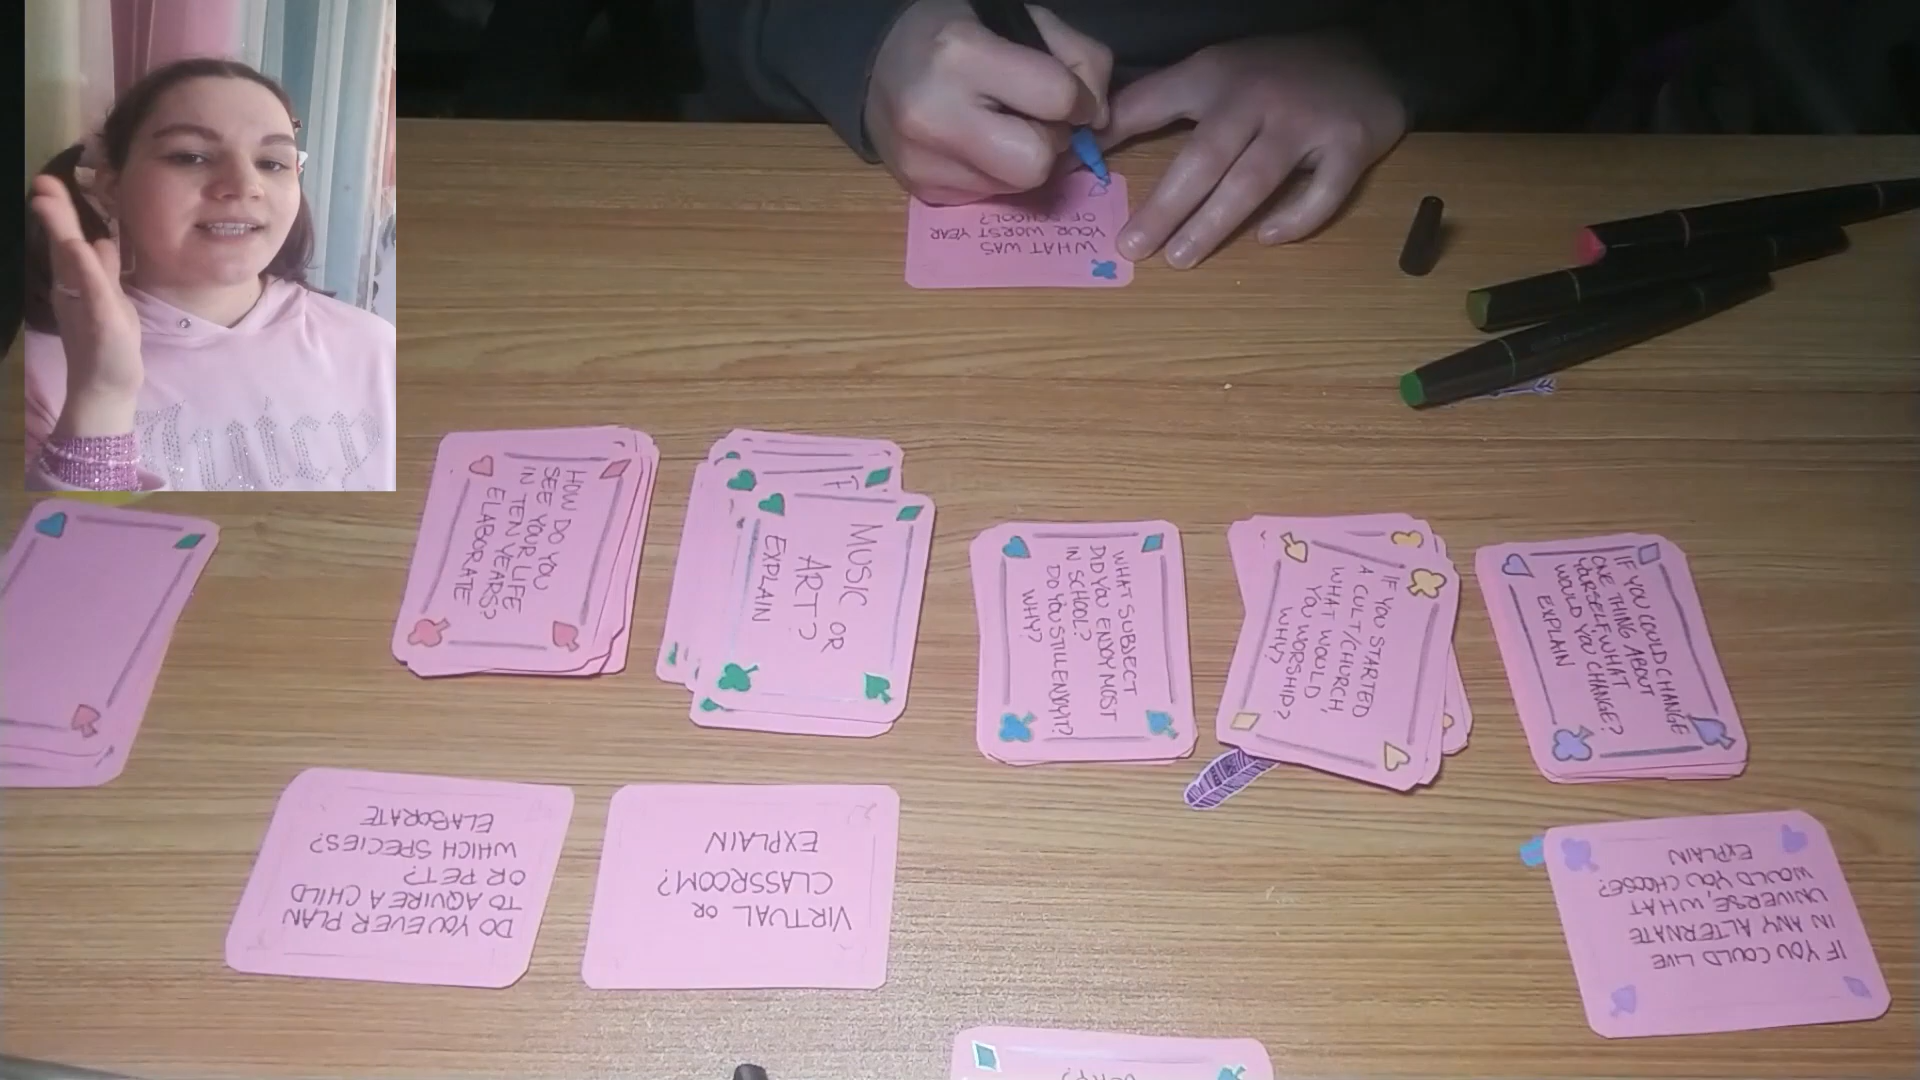 Juicy
WHAT WAS
YOUR WORST YEAR
OF SCHOOL?
HOW DO YOU
SEE YOUR LIFE
IN TEN YEARS?
ELABORATE
MUSIC OR
ART?
EXPLAIN
WHAT SUBJECT
DID YOU ENJOY MOST
IN SCHOOL?
DO YOU STILL ENJOY IT?
WHY?
IF YOU STARTED
A CULT/CHURCH,
WHAT WOULD
YOU WORSHIP?
WHY?
IF YOU COULD CHANGE
ONE THING ABOUT
YOURSELF, WHAT
WOULD YOU CHANGE?
EXPLAIN
DO YOU EVER PLAN
TO AQUIRE A CHILD
OR PET?
WHICH SPECIES?
ELABORATE
VIRTUAL OR
CLASSROOM?
EXPLAIN
IF YOU COULD LIVE
IN ANY ALTERNATE
UNIVERSE, WHAT
WOULD YOU CHOOSE?
EXPLAIN